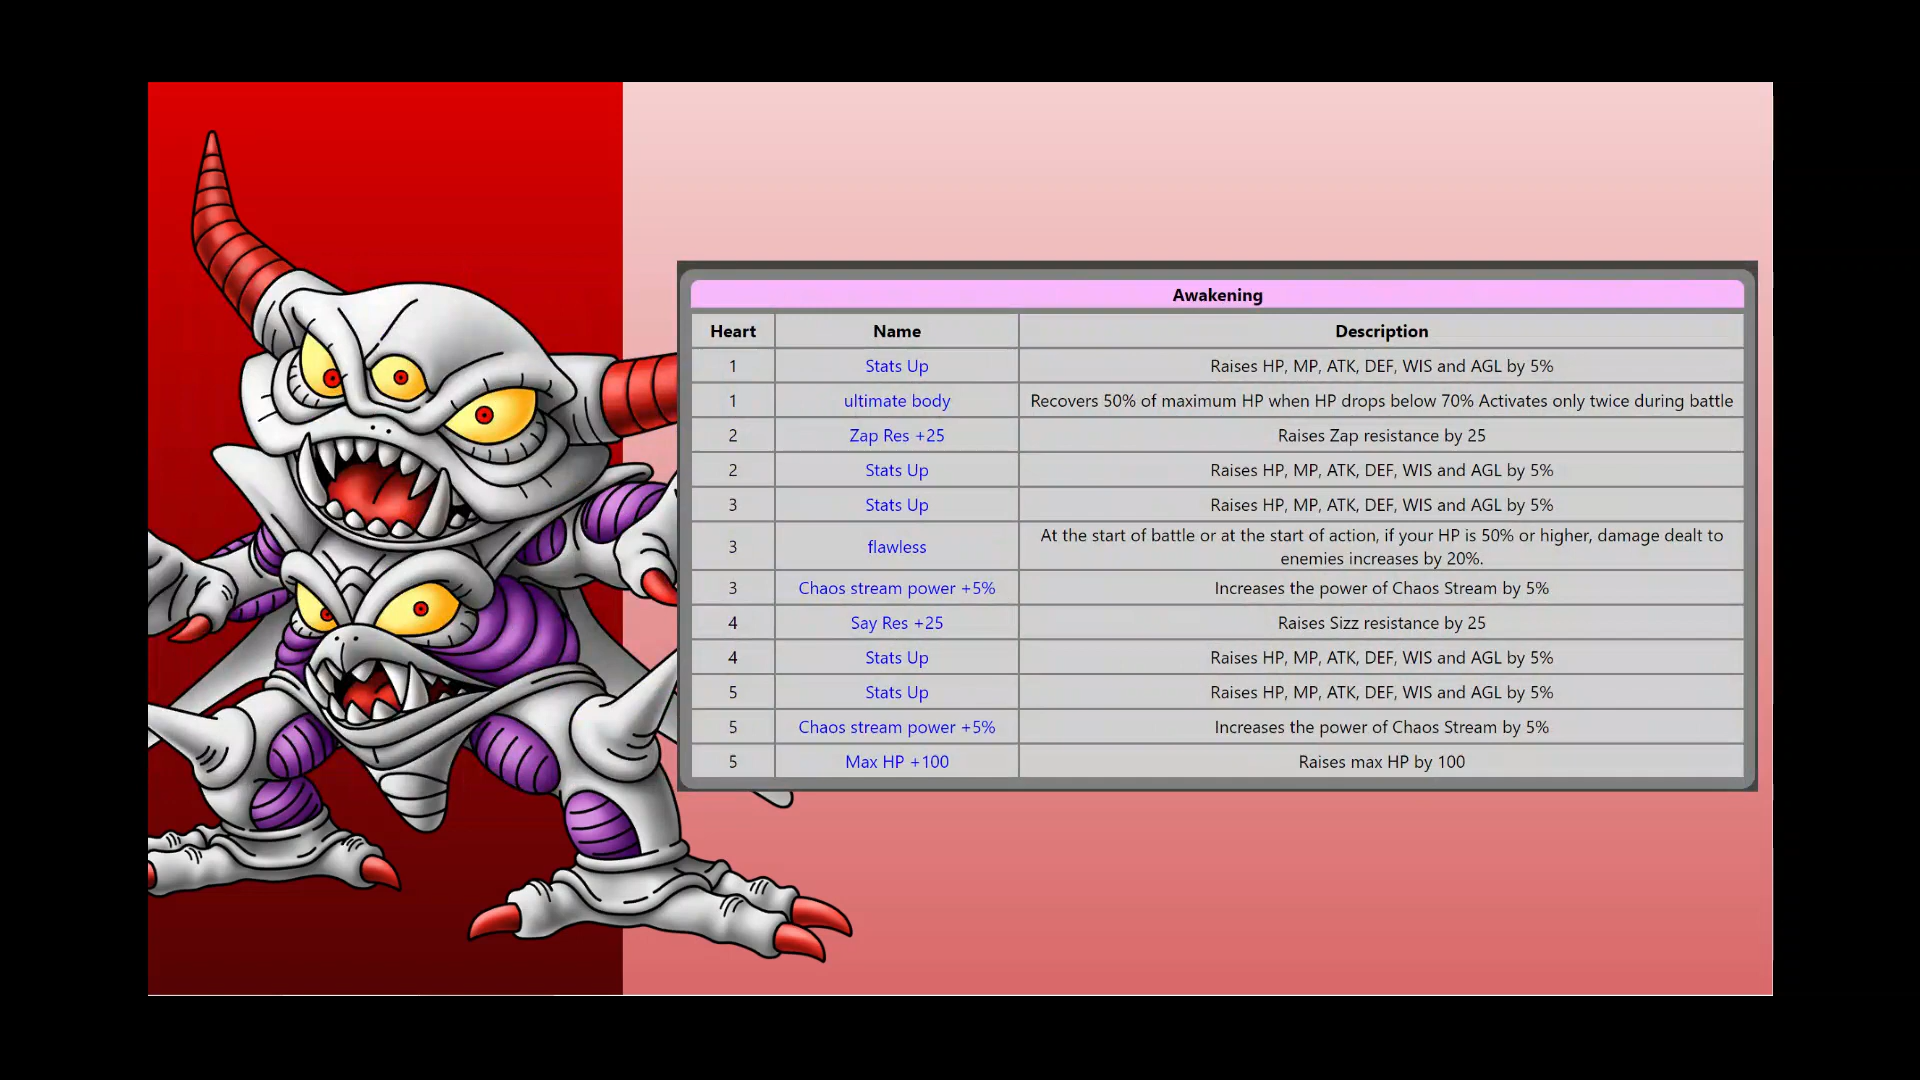 Awakening
Heart Name Description
1 Stats Up Raises HP, MP, ATK, DEF, WIS and AGL by 5%
1 ultimate body Recovers 50% of maximum HP when HP drops below 70% Activates only twice during battle
2 Zap Res +25 Raises Zap resistance by 25
2 Stats Up Raises HP, MP, ATK, DEF, WIS and AGL by 5%
3 Stats Up Raises HP, MP, ATK, DEF, WIS and AGL by 5%
3 flawless At the start of battle or at the start of action, if your HP is 50% or higher, damage dealt to
enemies increases by 20%.
3 Chaos stream power +5% Increases the power of Chaos Stream by 5%
4 Say Res +25 Raises Sizz resistance by 25
4 Stats Up Raises HP, MP, ATK, DEF, WIS and AGL by 5%
5 Stats Up Raises HP, MP, ATK, DEF, WIS and AGL by 5%
5 Chaos stream power +5% Increases the power of Chaos Stream by 5%
5 Max HP +100 Raises max HP by 100